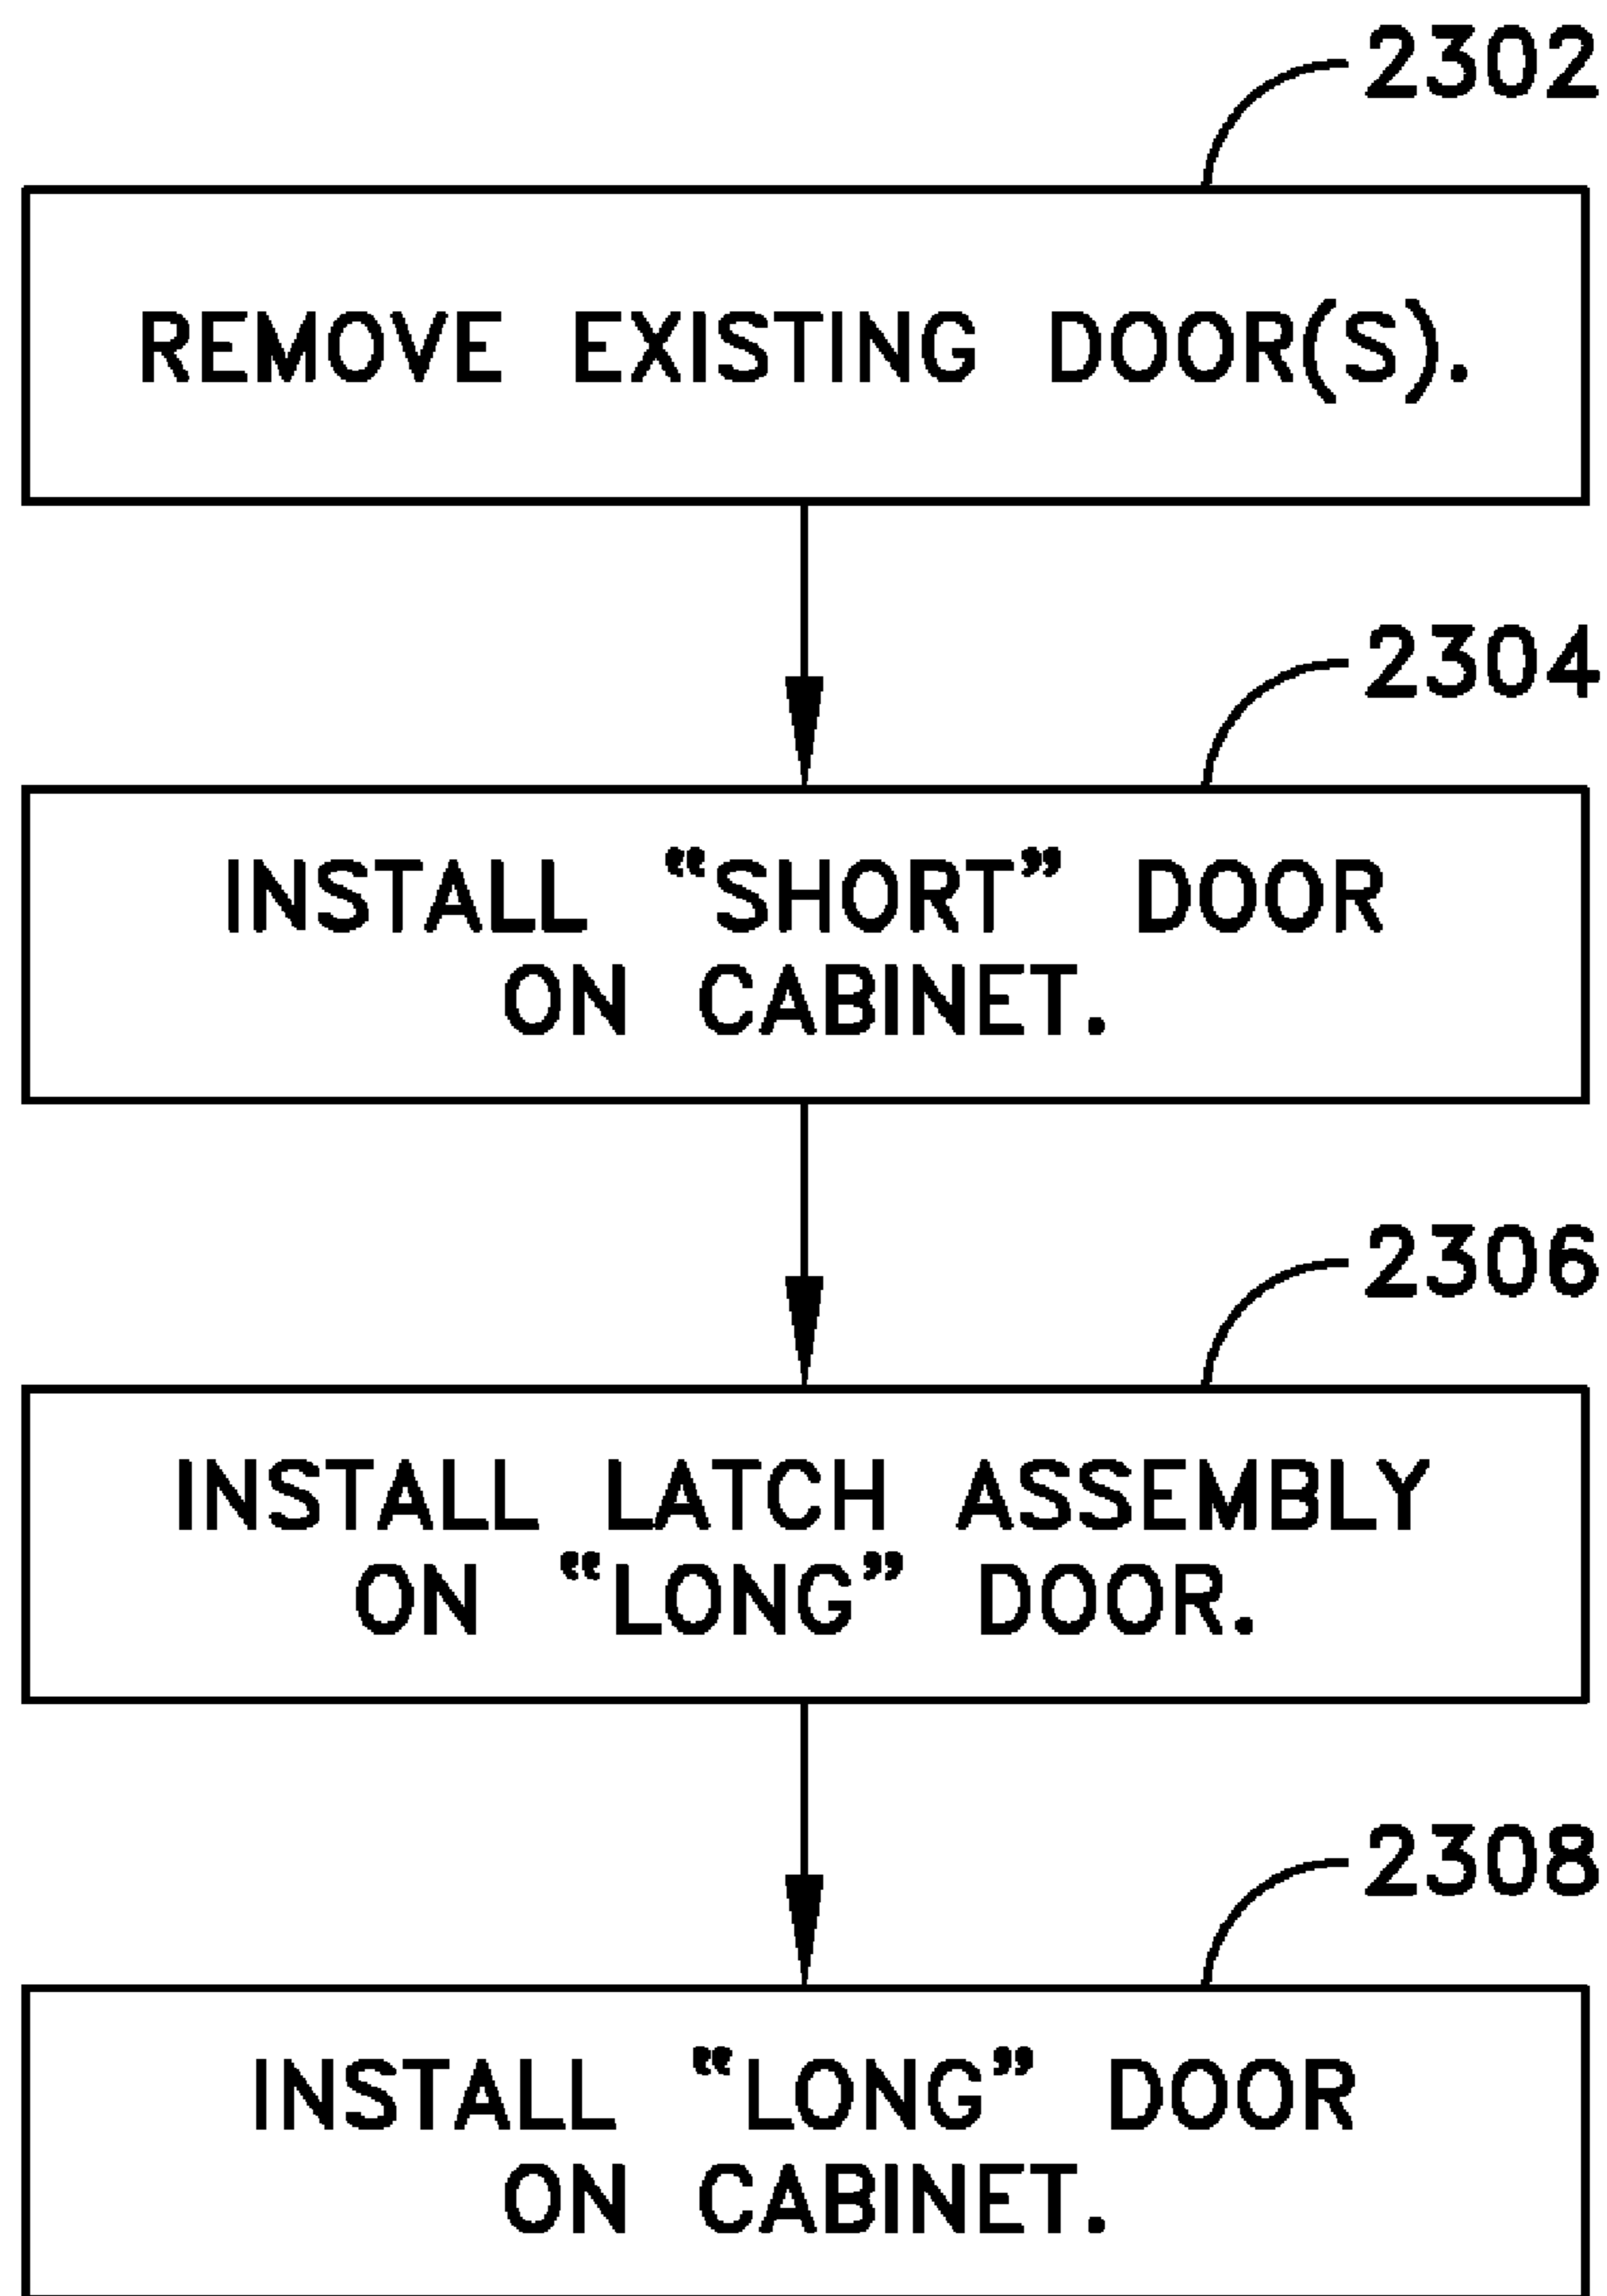 2302
REMOVE EXISTING DOOR(S).
2304
INSTALL “SHORT” DOOR
ON CABINET.
2306
INSTALL LATCH ASSEMBLY
ON “LONG” DOOR.
2308
INSTALL “LONG” DOOR
ON CABINET.